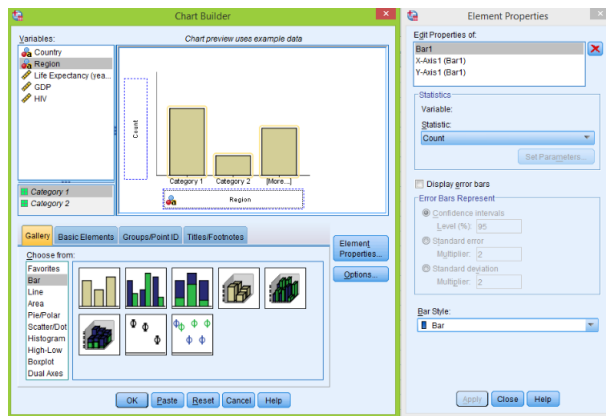 Chart Builder
Variables:
Country
Region
Life Expectancy (yea...
GDP
HIV
Category 1
Category 2
Chart preview uses example data
Count
Category 1 Category 2 [More...]
Region
Gallery Basic Elements Groups/Point ID Titles/Footnotes
Choose from:
Favorites
Bar
Line
Area
Pie/Polar
Scatter/Dot
Histogram
High-Low
Boxplot
Dual Axes
Element Properties...
Options...
OK Paste Reset Cancel Help
Element Properties
Edit Properties of:
Bar1
X-Axis1 (Bar1)
Y-Axis1 (Bar1)
Statistics
Variable:
Statistic:
Count
Set Parameters...
Display error bars
Error Bars Represent
Confidence intervals
Level (%): 95
Standard error
Multiplier: 2
Standard deviation
Multiplier: 2
Bar Style:
Bar
Apply Close Help